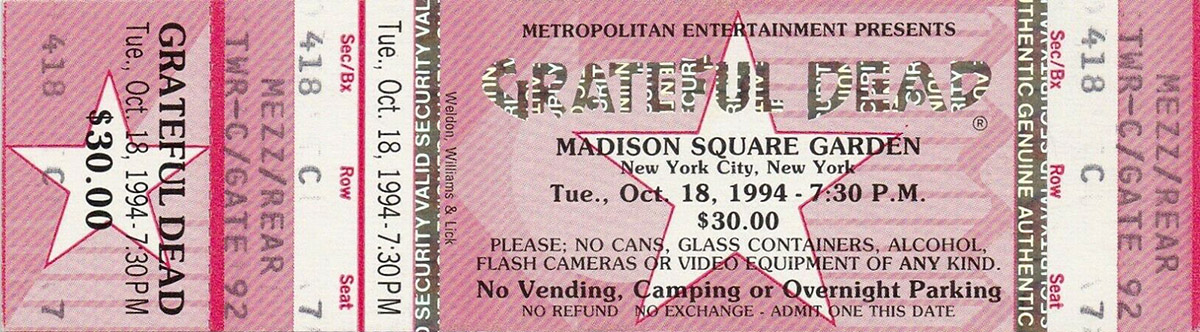 GRATEFUL DEAD
Tue., Oct. 18, 1994-7:30PM
$30.00
418 C 7
MEZZ/REAR
TWR-C/GATE 92
Sec/Bx Row Seat
418 C 7
Tue., Oct. 18, 1994-7:30PM
SECURITY VALID SECURITY VAL
Weldon, Williams & Lick
METROPOLITAN ENTERTAINMENT PRESENTS
GRATEFUL DEAD®
MADISON SQUARE GARDEN
New York City, New York
Tue., Oct. 18, 1994 - 7:30 P.M.
$30.00
PLEASE; NO CANS, GLASS CONTAINERS, ALCOHOL,
FLASH CAMERAS OR VIDEO EQUIPMENT OF ANY KIND.
No Vending, Camping or Overnight Parking
NO REFUND NO EXCHANGE - ADMIT ONE THIS DATE
AUTHENTIC GENUINE AUTHENTIC
Sec/Bx Row Seat
418 C 7
MEZZ/REAR
TWR-C/GATE 92